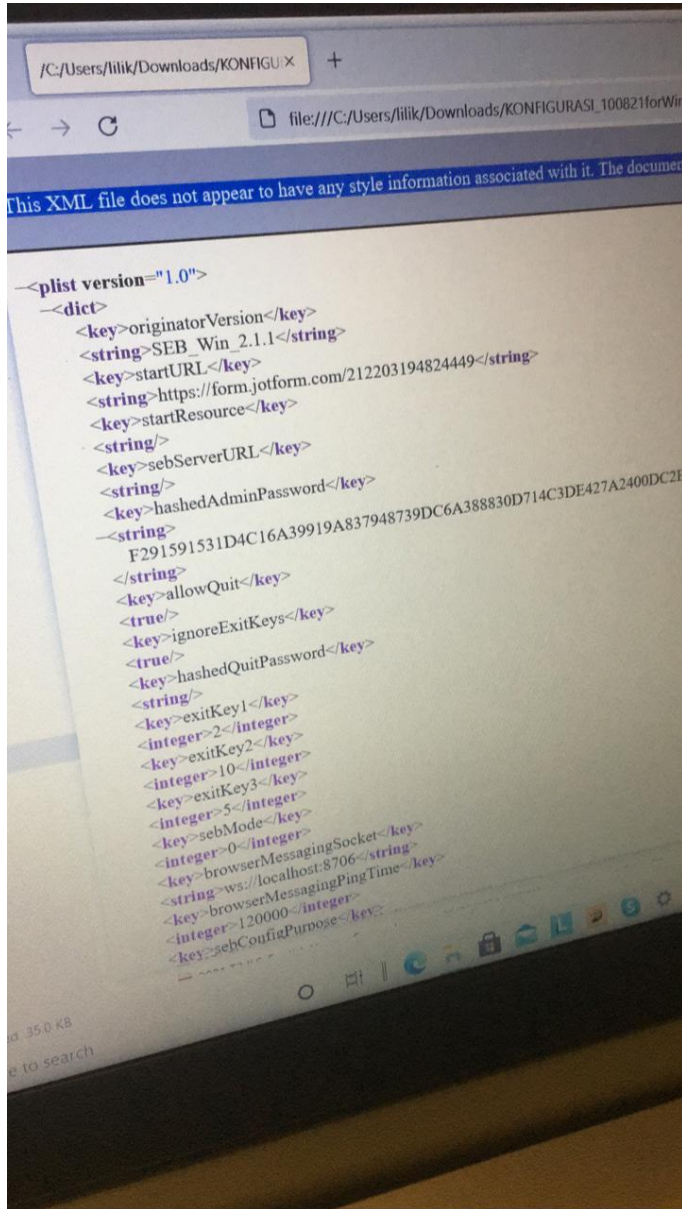 /C:/Users/lilik/Downloads/KONFIGU
file:///C:/Users/lilik/Downloads/KONFIGURASI_100821forWin
This XML file does not appear to have any style information associated with it. The documen
<plist version="1.0">
<dict>
<key>originatorVersion</key>
<string>SEB_Win_2.1.1</string>
<key>startURL</key>
<string>https://form.jotform.com/212203194824449</string>
<key>startResource</key>
<string/>
<key>sebServerURL</key>
<string/>
<key>hashedAdminPassword</key>
<string>
F291591531D4C16A39919A837948739DC6A388830D714C3DE427A2400DC2E
</string>
<key>allowQuit</key>
<true/>
<key>ignoreExitKeys</key>
<true/>
<key>hashedQuitPassword</key>
<string/>
<key>exitKey1</key>
<integer>2</integer>
<key>exitKey2</key>
<integer>10</integer>
<key>exitKey3</key>
<integer>5</integer>
<key>sebMode</key>
<integer>0</integer>
<key>browserMessagingSocket</key>
<string>ws://localhost:8706</string>
<key>browserMessagingPingTime</key>
<integer>120000</integer>
<key>sebConfigPurpose</key>
35.0 KB
e to search